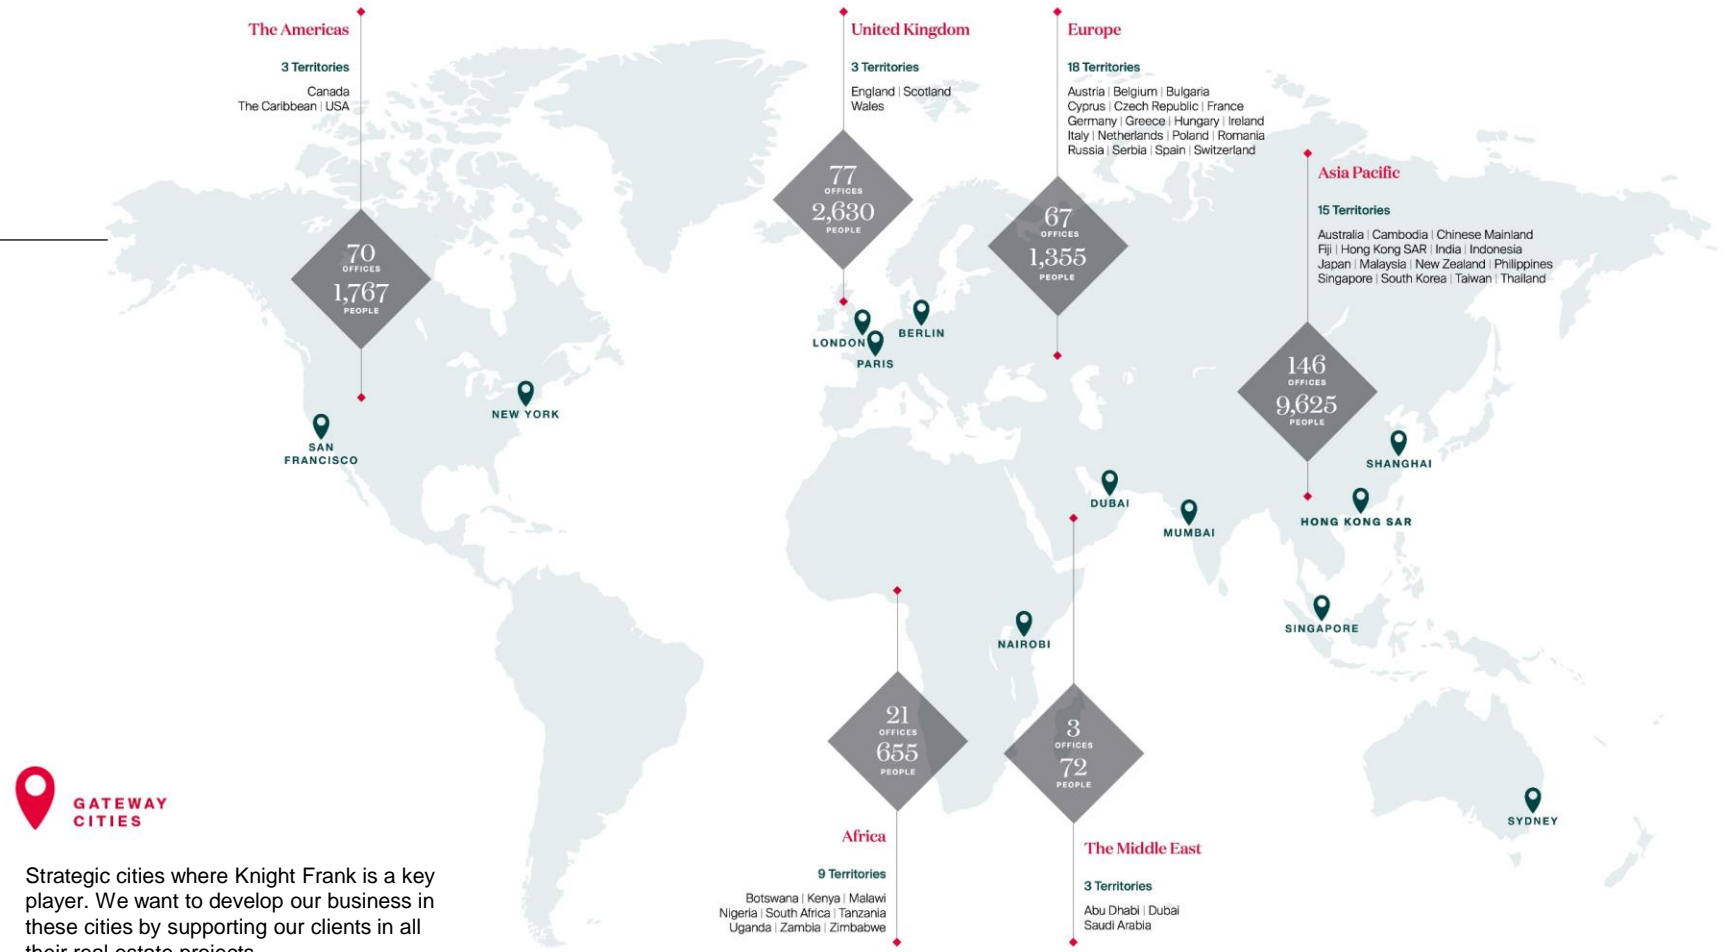 The Americas
3 Territories
Canada
The Caribbean | USA
70
OFFICES
1,767
PEOPLE
United Kingdom
3 Territories
England | Scotland
Wales
77
OFFICES
2,630
PEOPLE
Europe
18 Territories
Austria | Belgium | Bulgaria
Cyprus | Czech Republic | France
Germany | Greece | Hungary | Ireland
Italy | Netherlands | Poland | Romania
Russia | Serbia | Spain | Switzerland
67
OFFICES
1,355
PEOPLE
Asia Pacific
15 Territories
Australia | Cambodia | Chinese Mainland
Fiji | Hong Kong SAR | India | Indonesia
Japan | Malaysia | New Zealand | Philippines
Singapore | South Korea | Taiwan | Thailand
146
OFFICES
9,625
PEOPLE
LONDON
PARIS
BERLIN
NEW YORK
SAN
FRANCISCO
SHANGHAI
DUBAI
HONG KONG SAR
MUMBAI
SINGAPORE
NAIROBI
SYDNEY
21
OFFICES
655
PEOPLE
Africa
9 Territories
Botswana | Kenya | Malawi
Nigeria | South Africa | Tanzania
Uganda | Zambia | Zimbabwe
3
OFFICES
72
PEOPLE
The Middle East
3 Territories
Abu Dhabi | Dubai
Saudi Arabia
GATEWAY
CITIES
Strategic cities where Knight Frank is a key
player. We want to develop our business in
these cities by supporting our clients in all
their real estate projects